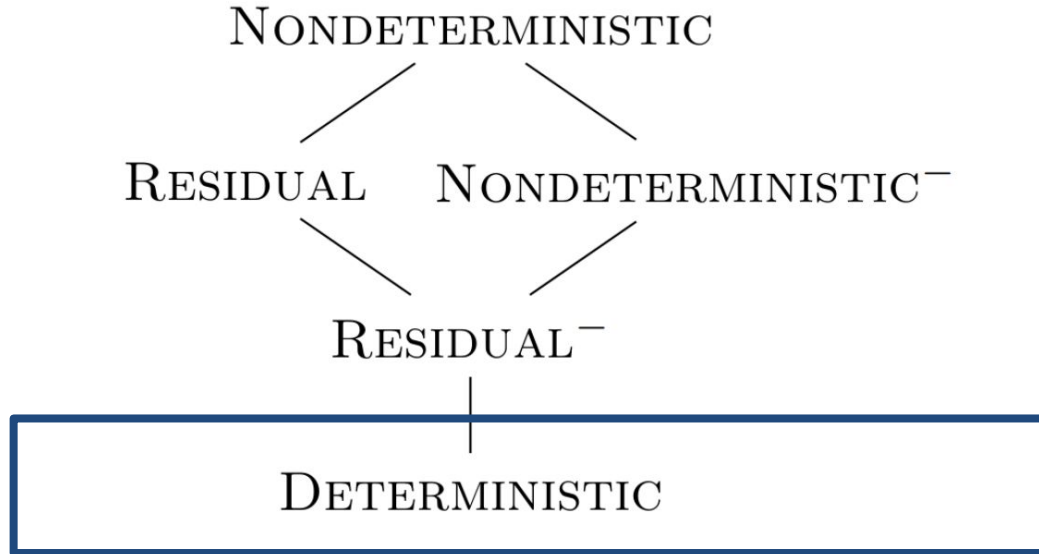 NONDETERMINISTIC
RESIDUAL NONDETERMINISTIC⁻
RESIDUAL⁻
DETERMINISTIC